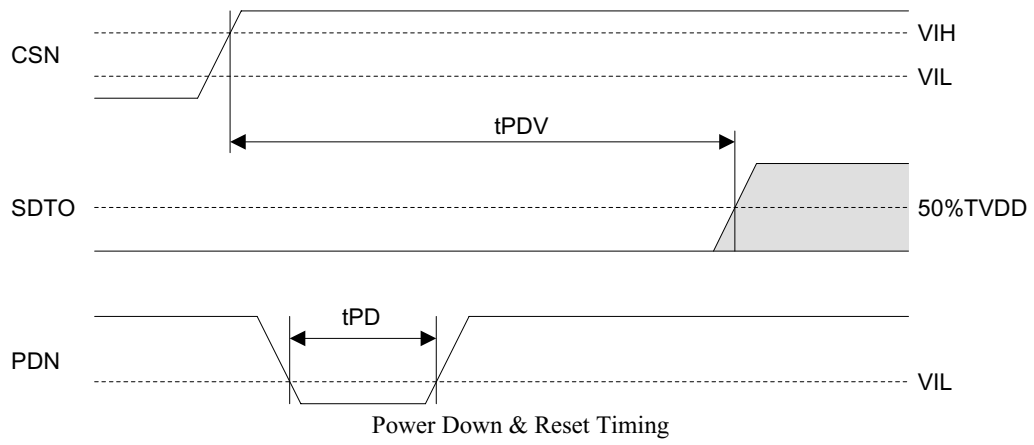 CSN
VIH
VIL
tPDV
SDTO
50%TVDD
tPD
PDN
VIL
Power Down & Reset Timing